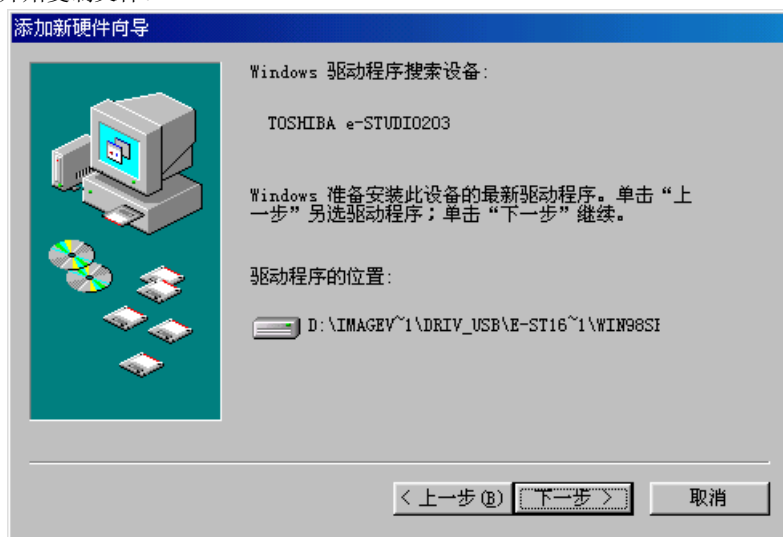 添加新硬件向导
Windows 驱动程序搜索设备:
TOSHIBA e-STUDIO203
Windows 准备安装此设备的最新驱动程序。单击“上
一步”另选驱动程序；单击“下一步”继续。
驱动程序的位置:
D:\IMAGEV~1\DRIV_USB\E-ST16~1\WIN98SE
< 上一步(B) 下一步 > 取消